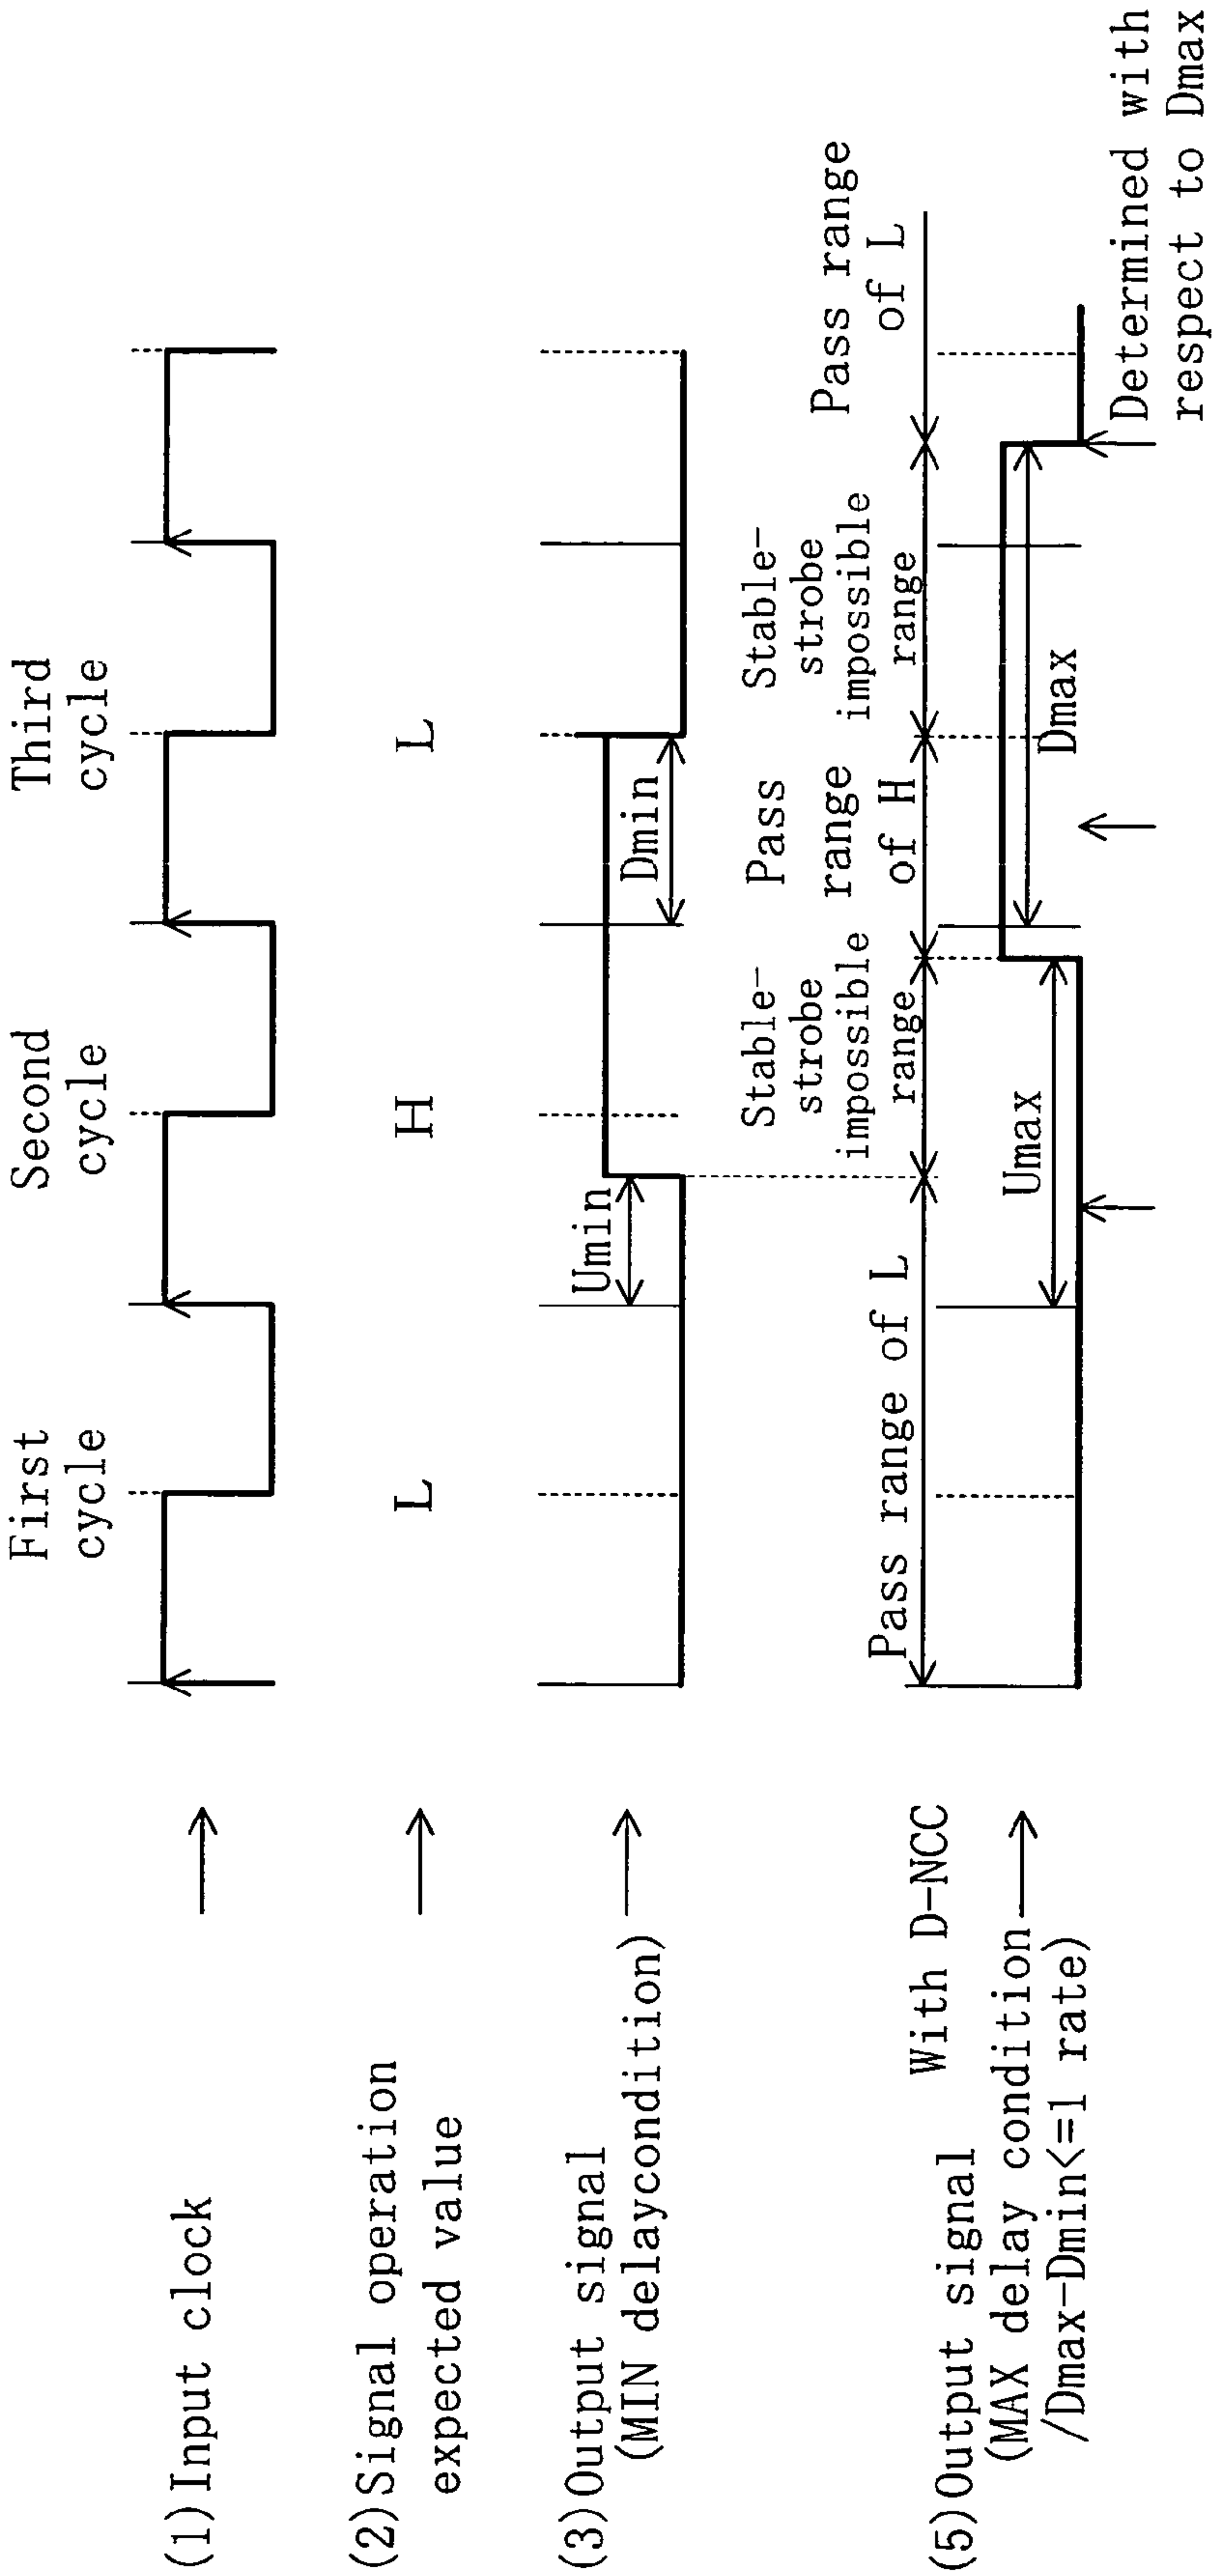 First
cycle
Second
cycle
Third
cycle
(1)Input clock
(2)Signal operation
expected value
L
H
L
(3)Output signal
(MIN delaycondition)
Umin
Dmin
Pass range of L
Stable-
strobe
impossible
range
Pass
range
of H
Stable-
strobe
impossible
range
Pass range
of L
With D-NCC
(5)Output signal
(MAX delay condition
/Dmax-Dmin<=1 rate)
Umax
Dmax
Determined with
respect to Dmax